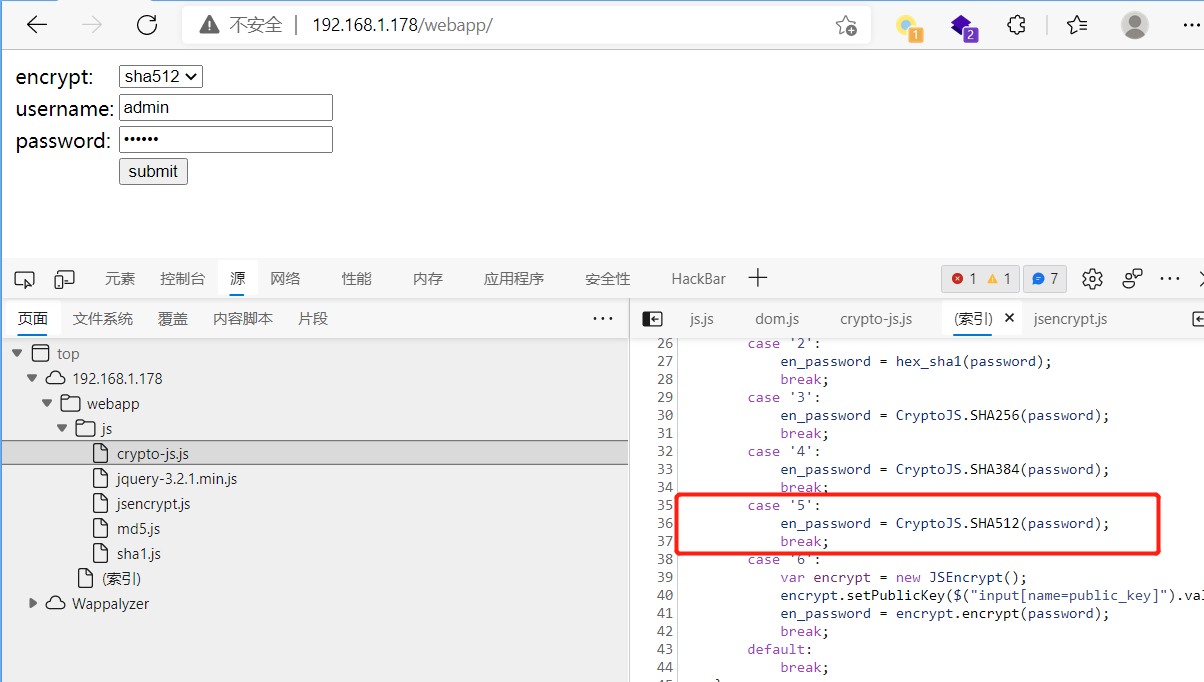 不安全 | 192.168.1.178/webapp/
1
2
encrypt: sha512
username: admin
password: ••••••
submit
元素 控制台 源 网络 性能 内存 应用程序 安全性 HackBar
1 1 7
页面 文件系统 覆盖 内容脚本 片段
js.js dom.js crypto-js.js (索引) × jsencrypt.js
top
192.168.1.178
webapp
js
crypto-js.js
jquery-3.2.1.min.js
jsencrypt.js
md5.js
sha1.js
(索引)
Wappalyzer
26 case '2':
27 en_password = hex_sha1(password);
28 break;
29 case '3':
30 en_password = CryptoJS.SHA256(password);
31 break;
32 case '4':
33 en_password = CryptoJS.SHA384(password);
34 break;
35 case '5':
36 en_password = CryptoJS.SHA512(password);
37 break;
38 case '6':
39 var encrypt = new JSEncrypt();
40 encrypt.setPublicKey($("input[name=public_key]").val
41 en_password = encrypt.encrypt(password);
42 break;
43 default:
44 break;